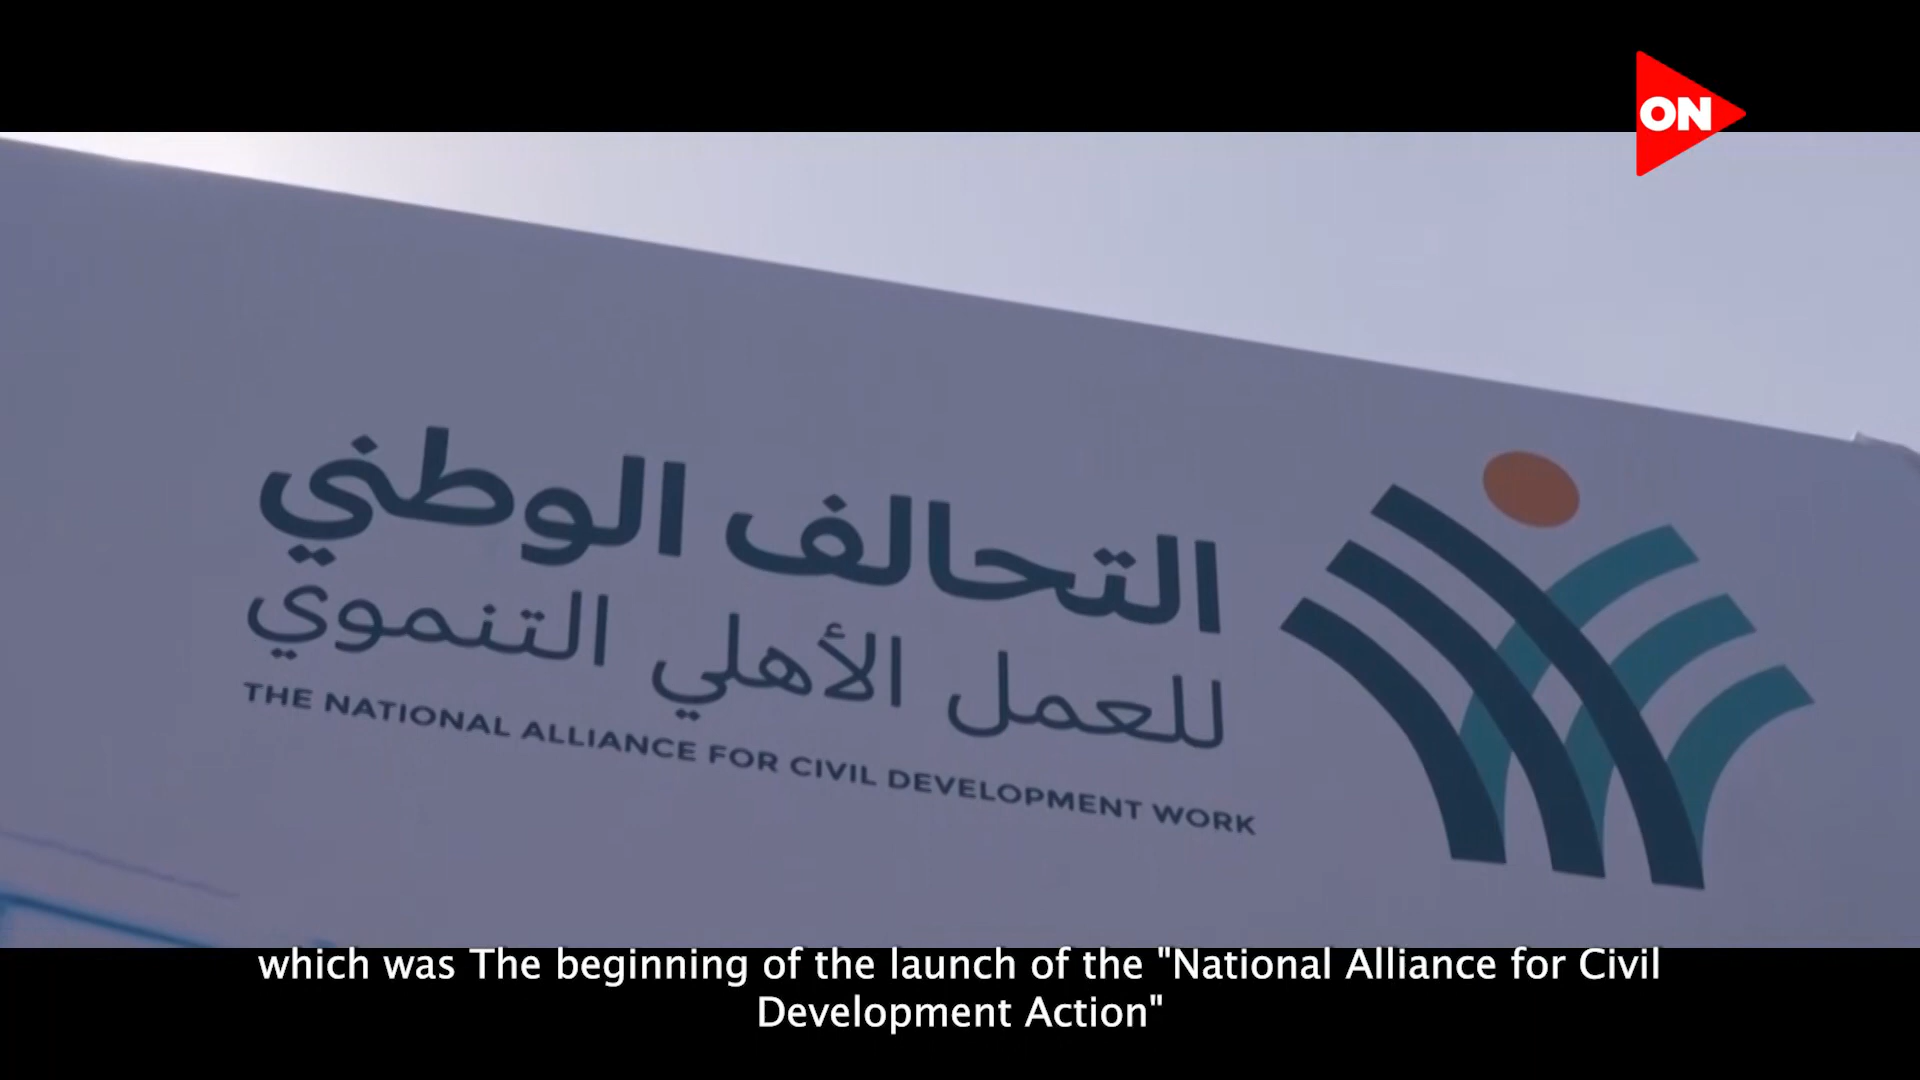 ON
التحالف الوطني
للعمل الأهلي التنموي
THE NATIONAL ALLIANCE FOR CIVIL DEVELOPMENT WORK
which was The beginning of the launch of the "National Alliance for Civil
Development Action"